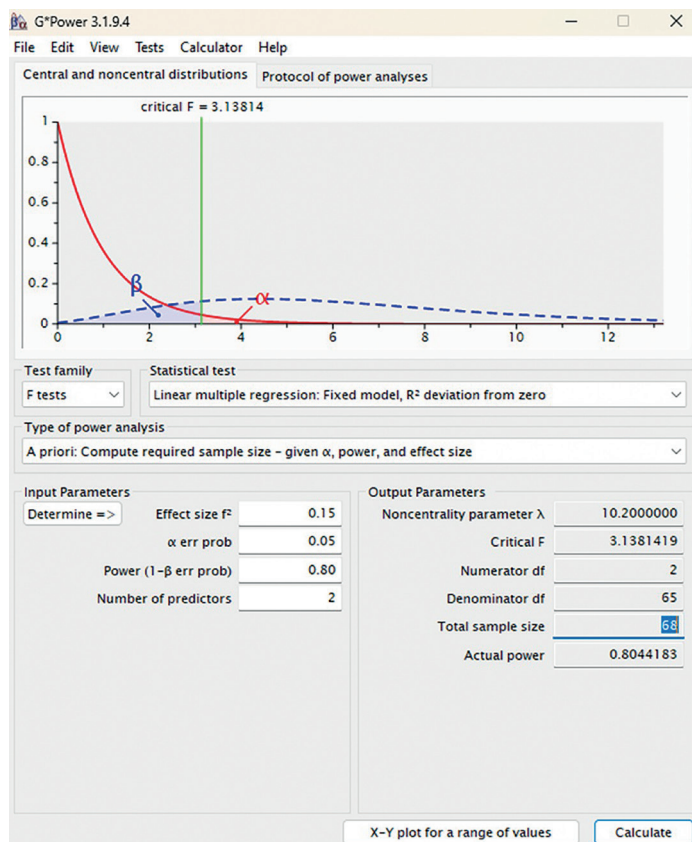 βα G*Power 3.1.9.4
File Edit View Tests Calculator Help
Central and noncentral distributions Protocol of power analyses
critical F = 3.13814
1
0.8
0.6
0.4
0.2
0
β
α
0 2 4 6 8 10 12
Test family Statistical test
F tests Linear multiple regression: Fixed model, R² deviation from zero
Type of power analysis
A priori: Compute required sample size – given α, power, and effect size
Input Parameters Output Parameters
Determine => Effect size f² 0.15 Noncentrality parameter λ 10.2000000
α err prob 0.05 Critical F 3.1381419
Power (1-β err prob) 0.80 Numerator df 2
Number of predictors 2 Denominator df 65
Total sample size 68
Actual power 0.8044183
X-Y plot for a range of values Calculate